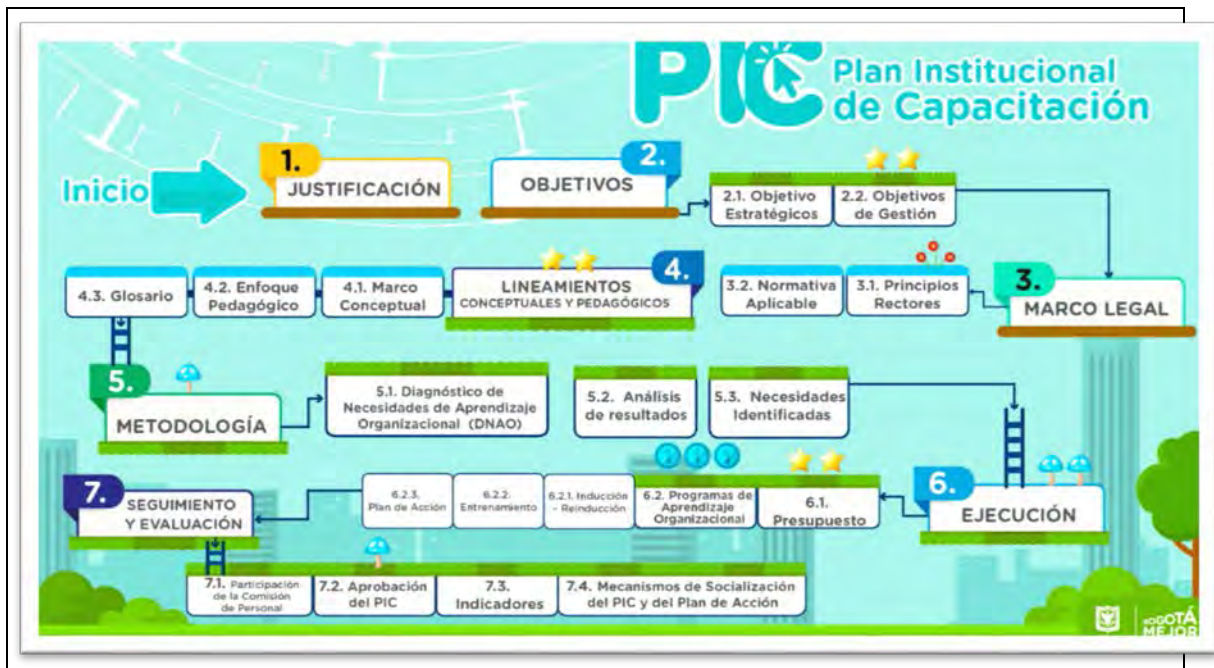 PIC Plan Institucional
de Capacitación
Inicio
1.
JUSTIFICACIÓN
2.
OBJETIVOS
2.1. Objetivo
Estratégicos
2.2. Objetivos
de Gestión
3.
MARCO LEGAL
3.1. Principios
Rectores
3.2. Normativa
Aplicable
4.
LINEAMIENTOS
CONCEPTUALES Y PEDAGÓGICOS
4.1. Marco
Conceptual
4.2. Enfoque
Pedagógico
4.3. Glosario
5.
METODOLOGÍA
5.1. Diagnóstico de
Necesidades de Aprendizaje
Organizacional (DNAO)
5.2. Análisis
de resultados
5.3. Necesidades
Identificadas
6.
EJECUCIÓN
6.1.
Presupuesto
6.2. Programas de
Aprendizaje
Organizacional
6.2.1. Inducción
- Reinducción
6.2.2.
Entrenamiento
6.2.3.
Plan de Acción
7.
SEGUIMIENTO
Y EVALUACIÓN
7.1. Participación
de la Comisión
de Personal
7.2. Aprobación
del PIC
7.3.
Indicadores
7.4. Mecanismos de Socialización
del PIC y del Plan de Acción
BOGOTÁ
MEJOR